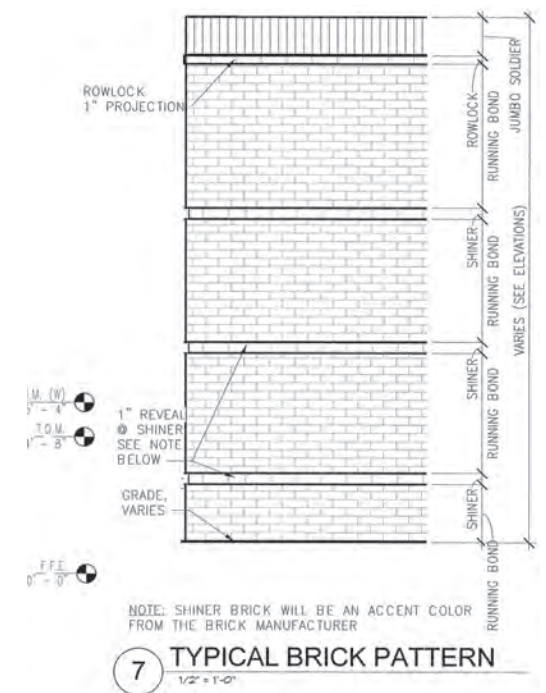 ROWLOCK
1" PROJECTION
ROWLOCK
RUNNING BOND
JUMBO SOLDIER
SHINER
RUNNING BOND
VARIES (SEE ELEVATIONS)
SHINER
RUNNING BOND
SHINER
RUNNING BOND
.M. (W)
- 4"
T.O.M.
- 8"
1" REVEAL
@ SHINER
SEE NOTE
BELOW
GRADE,
VARIES
F.F.E.
0' - 0"
NOTE: SHINER BRICK WILL BE AN ACCENT COLOR
FROM THE BRICK MANUFACTURER
7 TYPICAL BRICK PATTERN
1/2" = 1'-0"